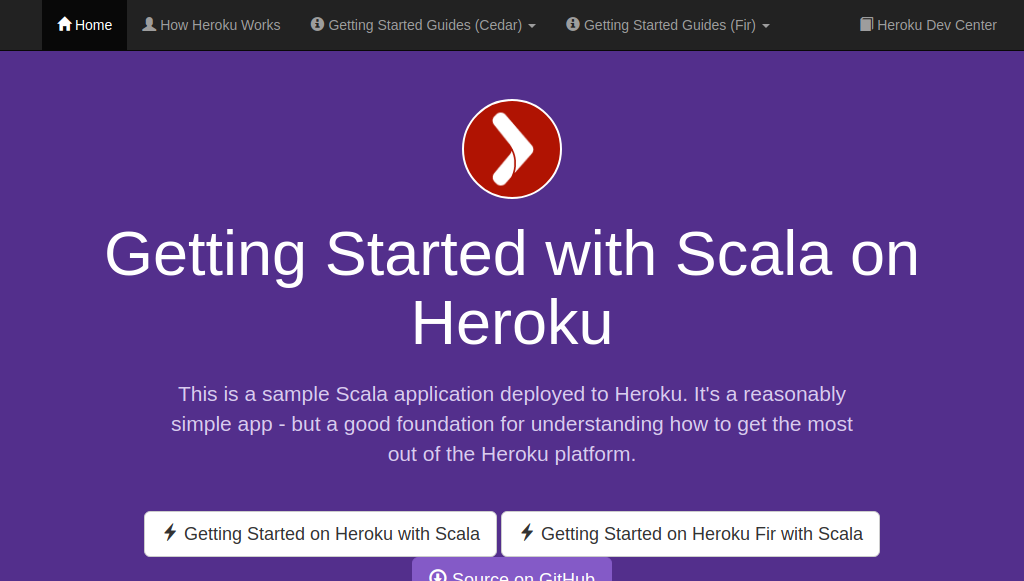 Home How Heroku Works Getting Started Guides (Cedar) Getting Started Guides (Fir) Heroku Dev Center
Getting Started with Scala on
Heroku
This is a sample Scala application deployed to Heroku. It's a reasonably
simple app - but a good foundation for understanding how to get the most
out of the Heroku platform.
Getting Started on Heroku with Scala Getting Started on Heroku Fir with Scala
Source on GitHub